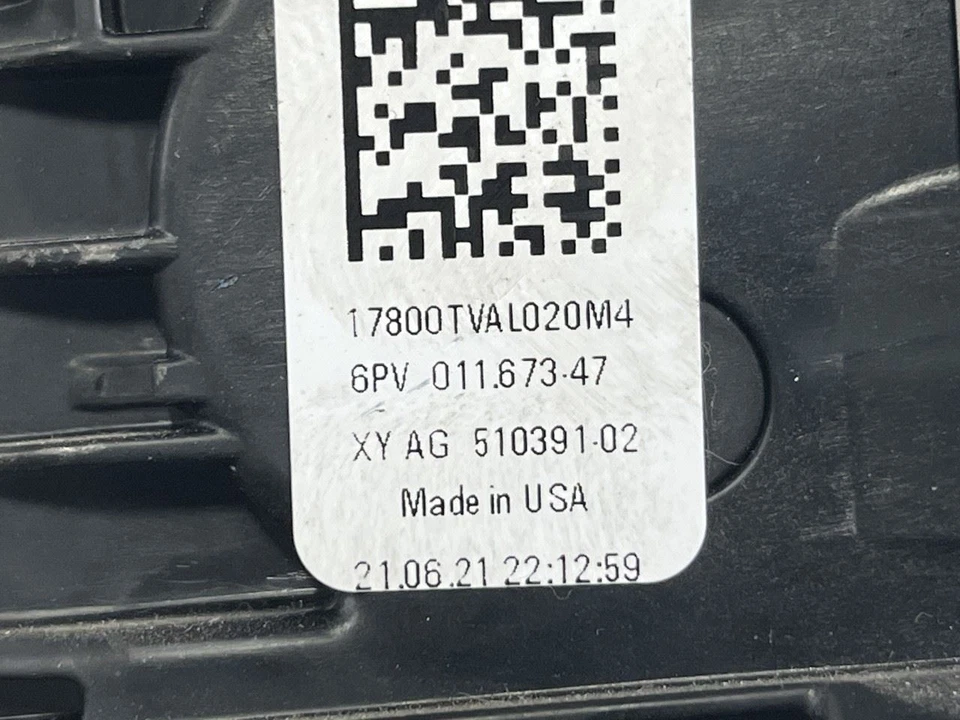 17800TVAL020M4
6PV 011.673-47
XY AG 510391-02
Made in USA
21.06.21 22:12:59